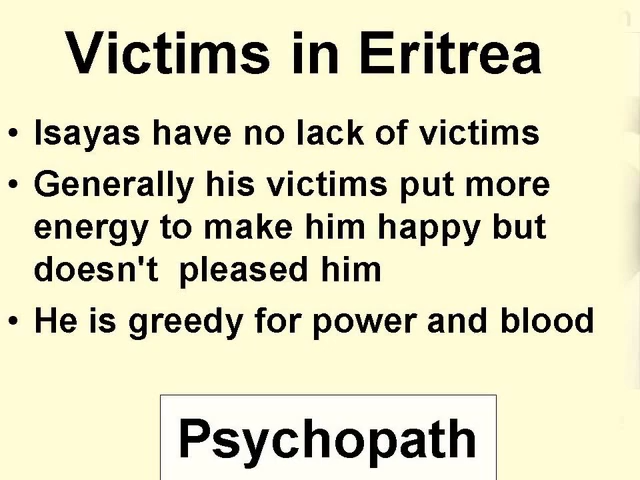 Victims in Eritrea
• Isayas have no lack of victims
• Generally his victims put more
energy to make him happy but
doesn't  pleased him
• He is greedy for power and blood
Psychopath